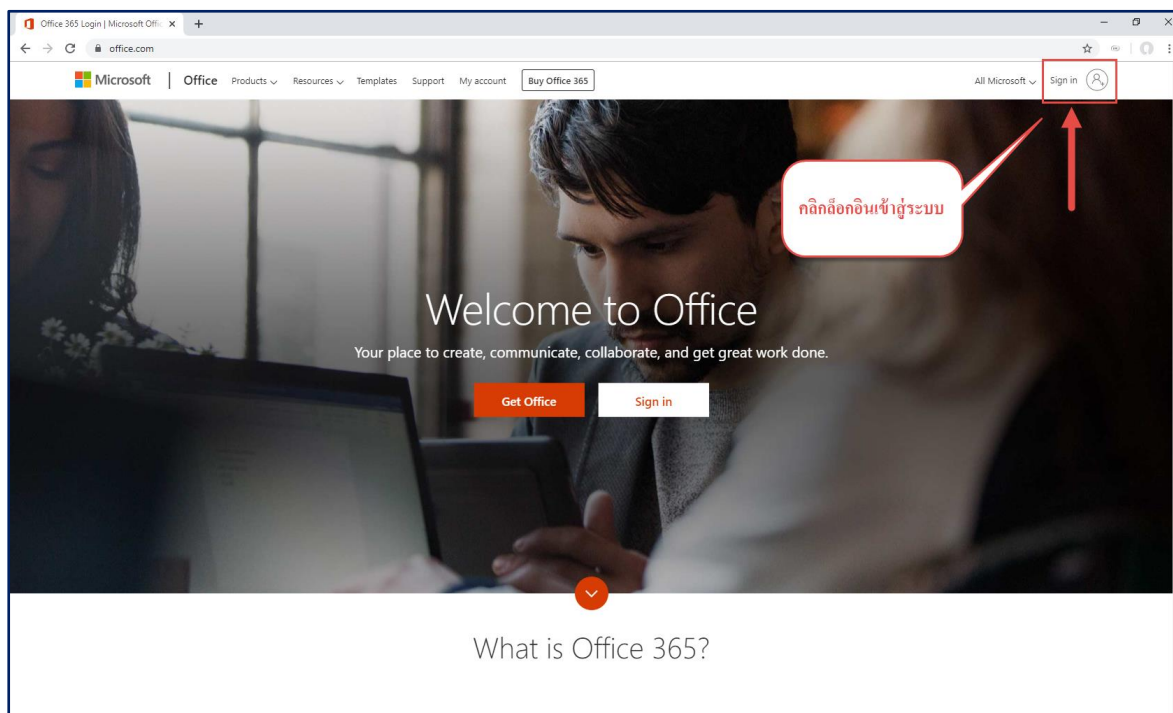 Office 365 Login | Microsoft Offic
office.com
Microsoft | Office Products Resources Templates Support My account Buy Office 365 All Microsoft Sign in
คลิกล็อกอินเข้าสู่ระบบ
Welcome to Office
Your place to create, communicate, collaborate, and get great work done.
Get Office Sign in
What is Office 365?